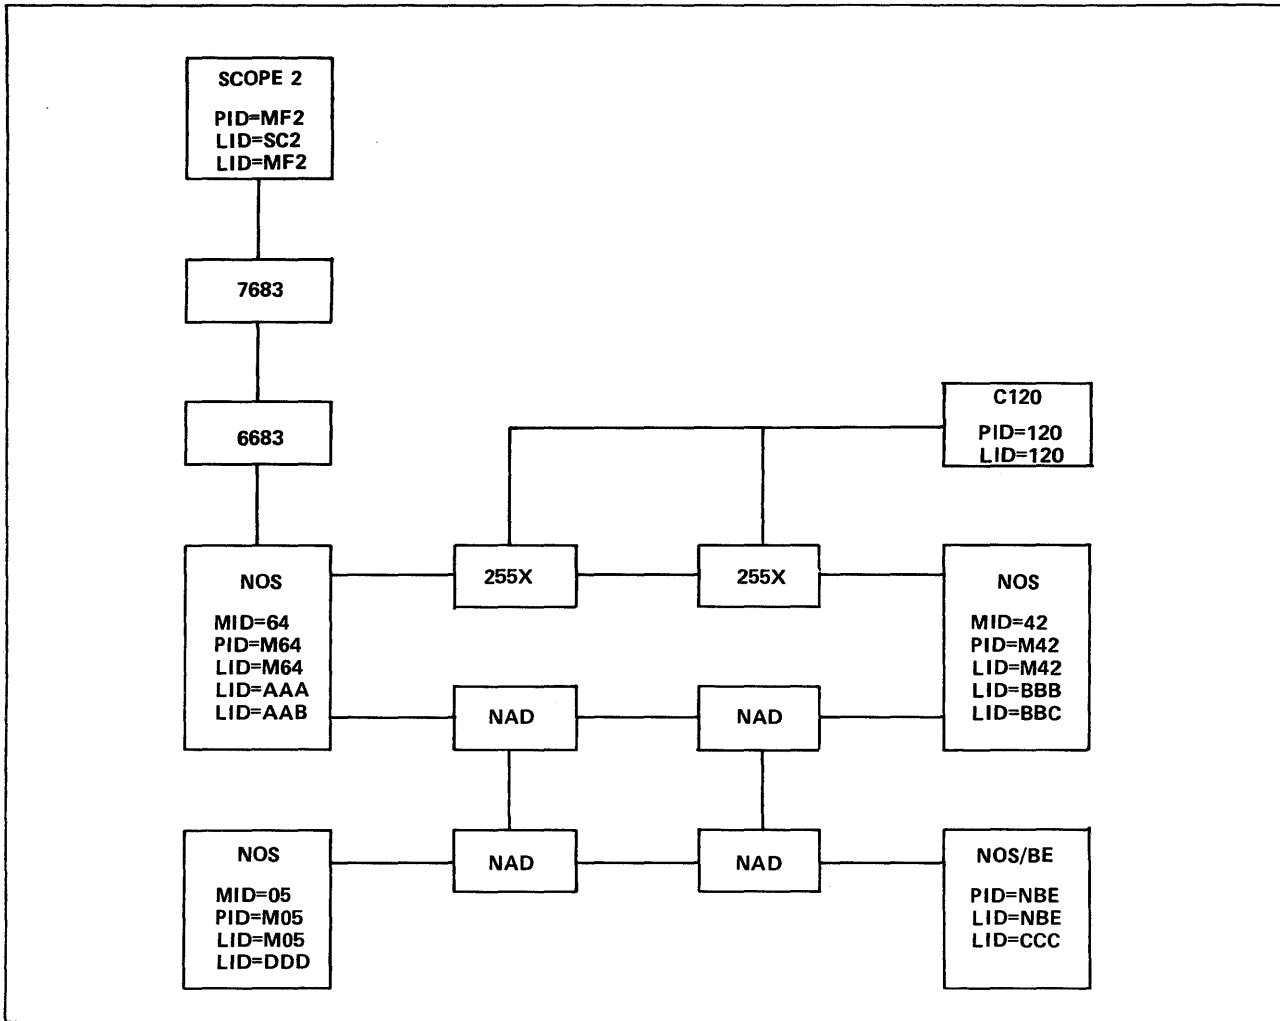 SCOPE 2
PID=MF2
LID=SC2
LID=MF2
7683
6683
C120
PID=120
LID=120
NOS
MID=64
PID=M64
LID=M64
LID=AAA
LID=AAB
255X
255X
NOS
MID=42
PID=M42
LID=M42
LID=BBB
LID=BBC
NAD
NAD
NOS
MID=05
PID=M05
LID=M05
LID=DDD
NAD
NAD
NOS/BE
PID=NBE
LID=NBE
LID=CCC